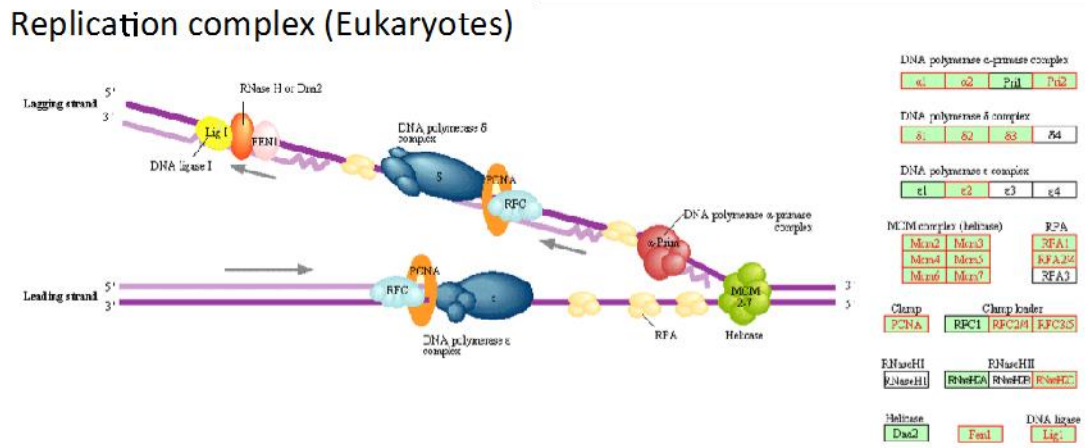 Replication complex (Eukaryotes)
Lagging strand
5'
3'
RNase H or Dna2
Lig I
FEN1
DNA ligase I
DNA polymerase δ
complex
δ
PCNA
RFC
DNA polymerase α-primase
complex
α-Prim
Leading strand
5'
3'
RFC
PCNA
ε
DNA polymerase ε
complex
RPA
MCM
2-7
Helicase
3'
5'
DNA polymerase α-primase complex
α1 α2 Pri1 Pri2
DNA polymerase δ complex
δ1 δ2 δ3 δ4
DNA polymerase ε complex
ε1 ε2 ε3 ε4
MCM complex (helicase) RPA
Mcm2 Mcm3 RFA1
Mcm4 Mcm5 RFA2/4
Mcm6 Mcm7 RFA3
Clamp Clamp loader
PCNA RFC1 RFC2/4 RFC3/5
RNaseHI RNaseHII
RNaseH1 RNaseH2A RNaseH2B RNaseH2C
Helicase DNA ligase
Dna2 Fen1 Lig1